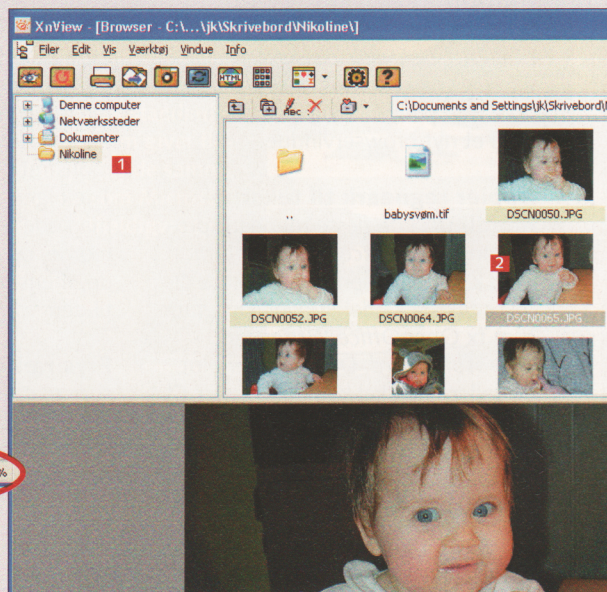 XnView - [Browser - C:\...\jk\Skrivebord\Nikoline\]
Filer Edit Vis Værktøj Vindue Info
HTML
Denne computer
Netværkssteder
Dokumenter
Nikoline
1
ABC
C:\Documents and Settings\jk\Skrivebord\
..
babysvøm.tif
DSCN0050.JPG
2
DSCN0052.JPG
DSCN0064.JPG
DSCN0065.JPG
%